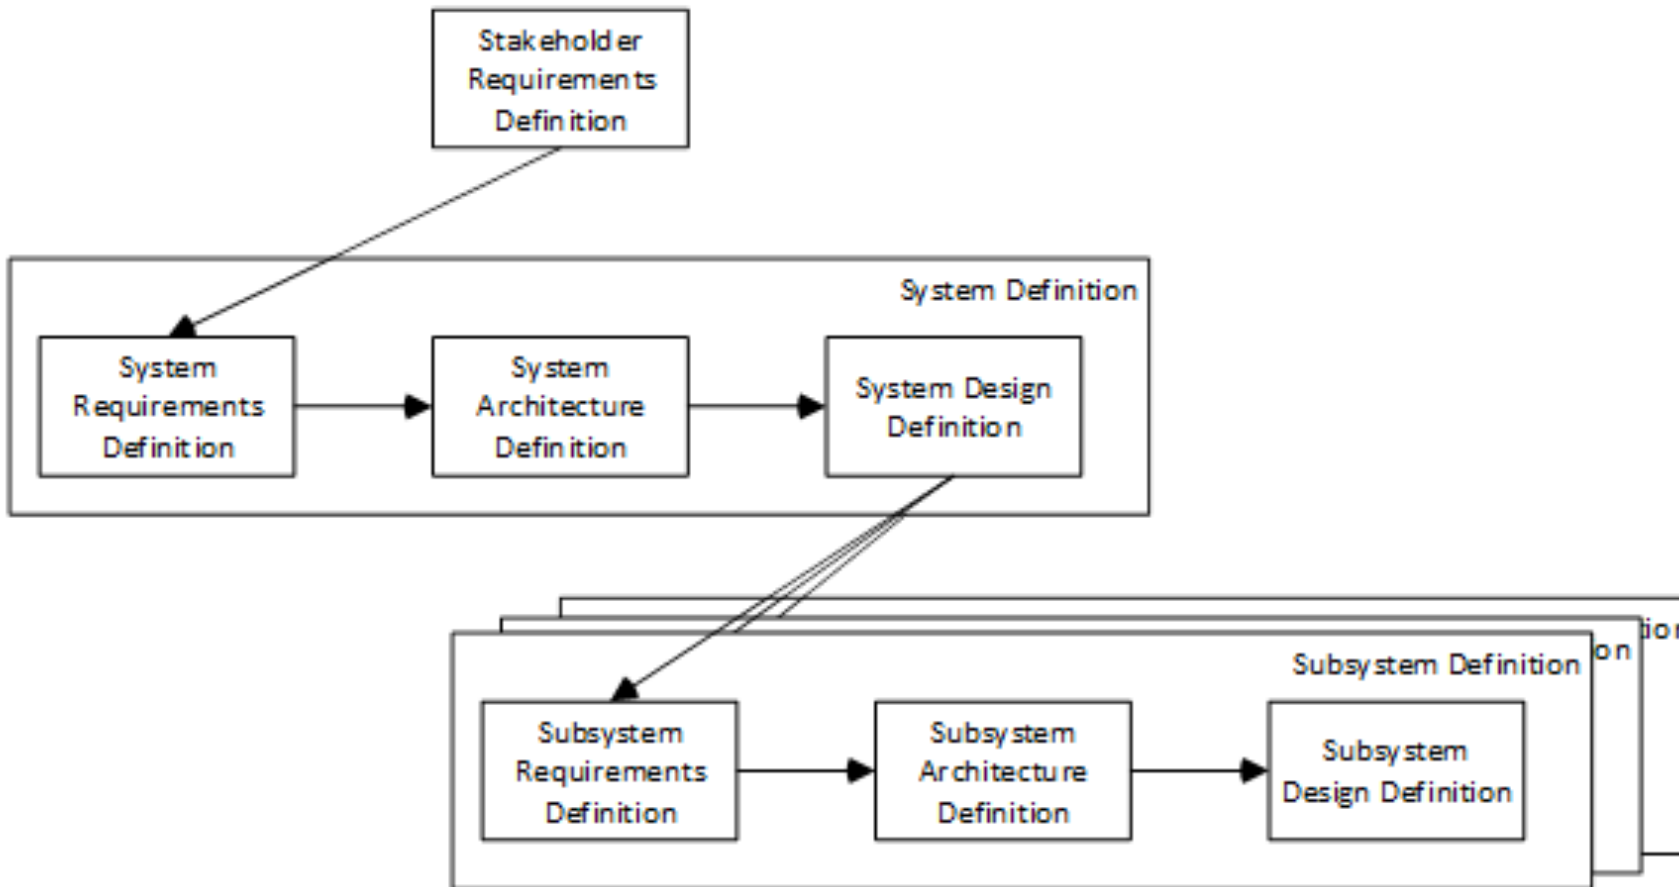 Stakeholder
Requirements
Definition
System Definition
System
Requirements
Definition
System
Architecture
Definition
System Design
Definition
Subsystem Definition
Subsystem
Requirements
Definition
Subsystem
Architecture
Definition
Subsystem
Design Definition